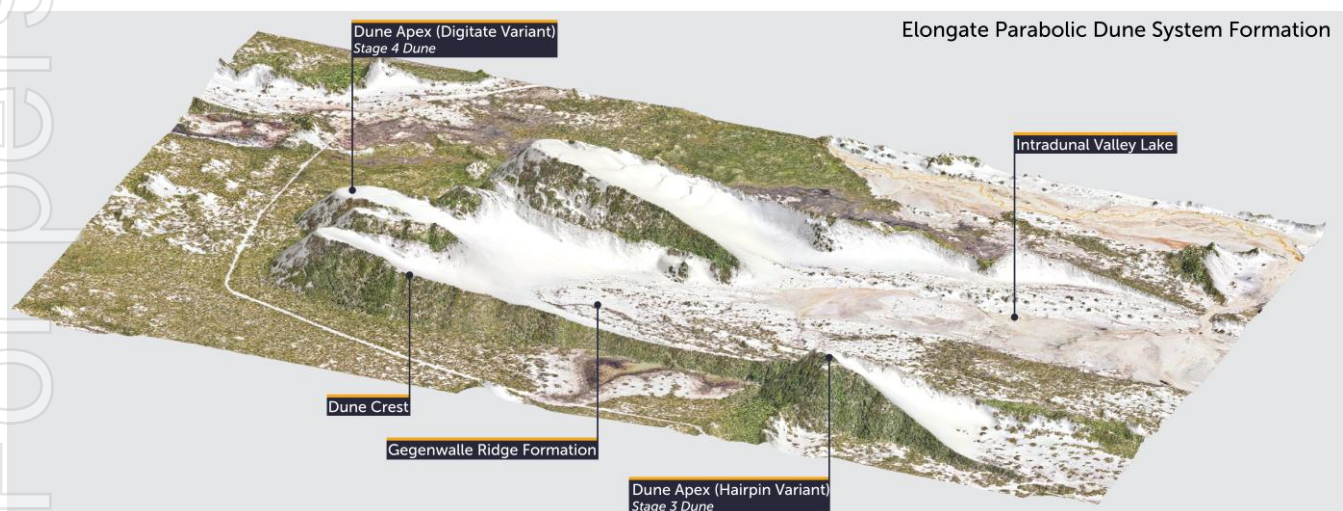 Elongate Parabolic Dune System Formation
Dune Apex (Digitate Variant)
Stage 4 Dune
Intradunal Valley Lake
Dune Crest
Gegenwalle Ridge Formation
Dune Apex (Hairpin Variant)
Stage 3 Dune